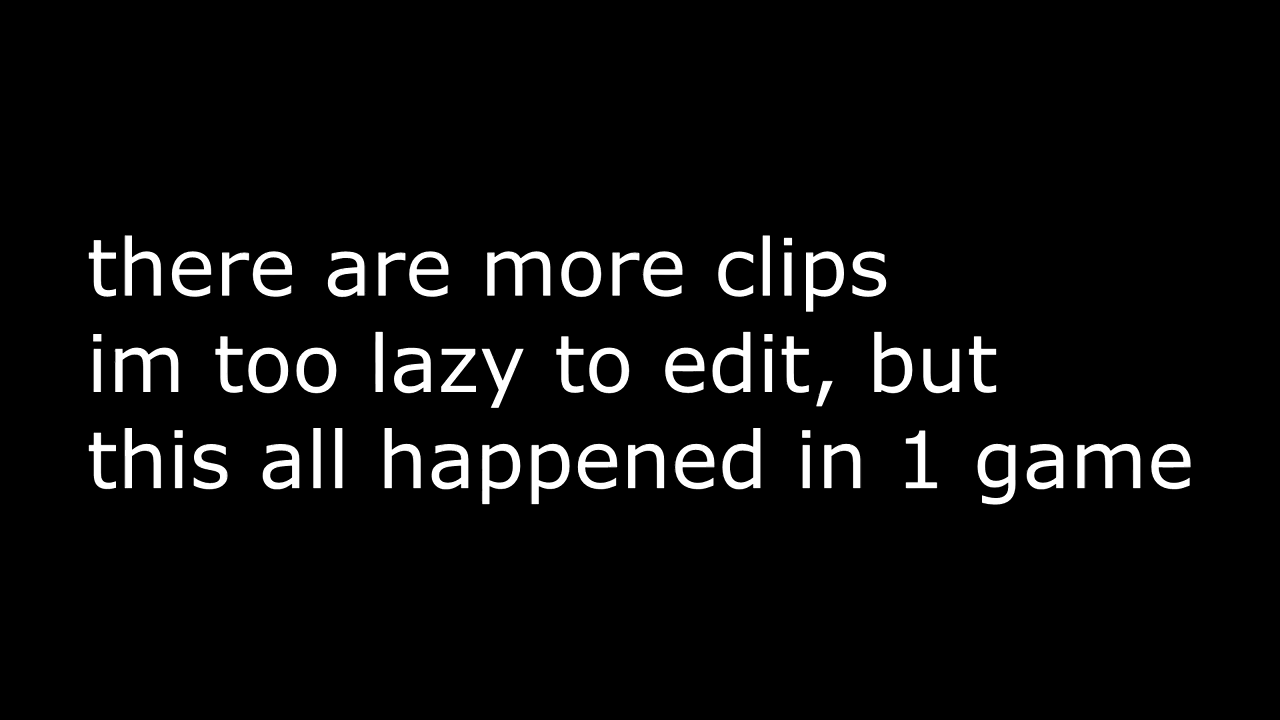 there are more clips
im too lazy to edit, but
this all happened in 1 game